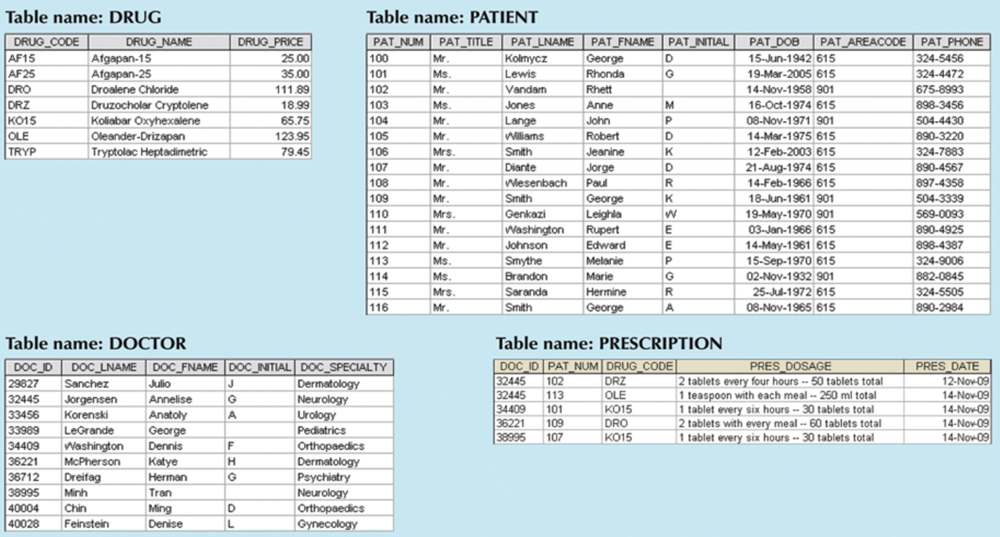 Table name: DRUG
DRUG_CODE DRUG_NAME DRUG_PRICE
AF15 Afgapan-15 25.00
AF25 Afgapan-25 35.00
DRO Droalene Chloride 111.89
DRZ Druzocholar Cryptolene 18.99
KO15 Koliabar Oxyhexalene 65.75
OLE Oleander-Drizapan 123.95
TRYP Tryptolac Heptadimetric 79.45
Table name: PATIENT
PAT_NUM PAT_TITLE PAT_LNAME PAT_FNAME PAT_INITIAL PAT_DOB PAT_AREACODE PAT_PHONE
100 Mr. Kolmycz George D 15-Jun-1942 615 324-5456
101 Ms. Lewis Rhonda G 19-Mar-2005 615 324-4472
102 Mr. Vandam Rhett 14-Nov-1958 901 675-8993
103 Ms. Jones Anne M 16-Oct-1974 615 898-3456
104 Mr. Lange John P 08-Nov-1971 901 504-4430
105 Mr. Williams Robert D 14-Mar-1975 615 890-3220
106 Mrs. Smith Jeanine K 12-Feb-2003 615 324-7883
107 Mr. Diante Jorge D 21-Aug-1974 615 890-4567
108 Mr. Wiesenbach Paul R 14-Feb-1966 615 897-4358
109 Mr. Smith George K 18-Jun-1961 901 504-3339
110 Mrs. Genkazi Leighla W 19-May-1970 901 569-0093
111 Mr. Washington Rupert E 03-Jan-1966 615 890-4925
112 Mr. Johnson Edward E 14-May-1961 615 898-4387
113 Ms. Smythe Melanie P 15-Sep-1970 615 324-9006
114 Ms. Brandon Marie G 02-Nov-1932 901 882-0845
115 Mrs. Saranda Hermine R 25-Jul-1972 615 324-5505
116 Mr. Smith George A 08-Nov-1965 615 890-2984
Table name: DOCTOR
DOC_ID DOC_LNAME DOC_FNAME DOC_INITIAL DOC_SPECIALTY
29827 Sanchez Julio J Dermatology
32445 Jorgensen Annelise G Neurology
33456 Korenski Anatoly A Urology
33989 LeGrande George Pediatrics
34409 Washington Dennis F Orthopaedics
36221 McPherson Katye H Dermatology
36712 Dreifag Herman G Psychiatry
38995 Minh Tran Neurology
40004 Chin Ming D Orthopaedics
40028 Feinstein Denise L Gynecology
Table name: PRESCRIPTION
DOC_ID PAT_NUM DRUG_CODE PRES_DOSAGE PRES_DATE
32445 102 DRZ 2 tablets every four hours -- 50 tablets total 12-Nov-09
32445 113 OLE 1 teaspoon with each meal -- 250 ml total 14-Nov-09
34409 101 KO15 1 tablet every six hours -- 30 tablets total 14-Nov-09
36221 109 DRO 2 tablets with every meal -- 60 tablets total 14-Nov-09
38995 107 KO15 1 tablet every six hours -- 30 tablets total 14-Nov-09